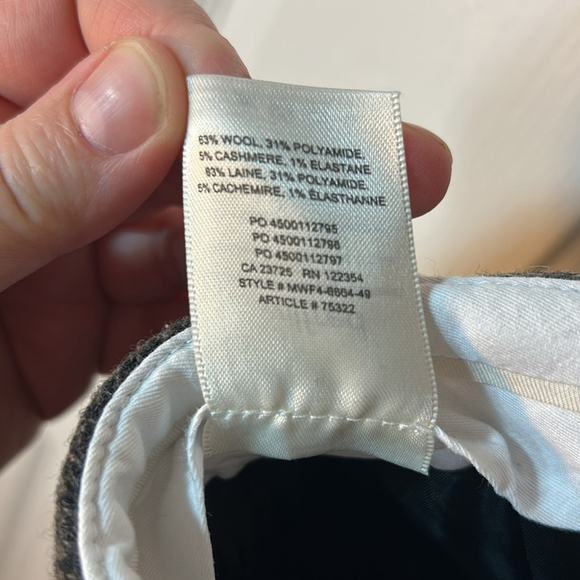 63% WOOL, 31% POLYAMIDE,
5% CASHMERE, 1% ELASTANE
63% LAINE, 31% POLYAMIDE,
5% CACHEMIRE, 1% ÉLASTHANNE
PO 4500112795
PO 4500112796
PO 4500112797
CA 23725 RN 122354
STYLE # MWF4-6664-49
ARTICLE # 75322